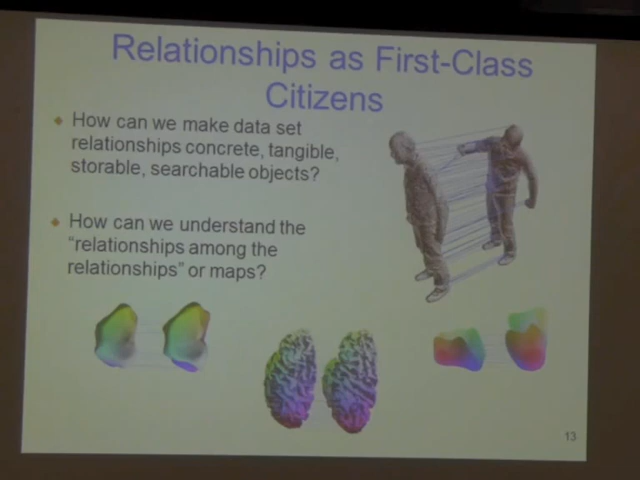 Relationships as First-Class
Citizens
How can we make data set
relationships concrete, tangible,
storable, searchable objects?
How can we understand the
"relationships among the
relationships" or maps?
13